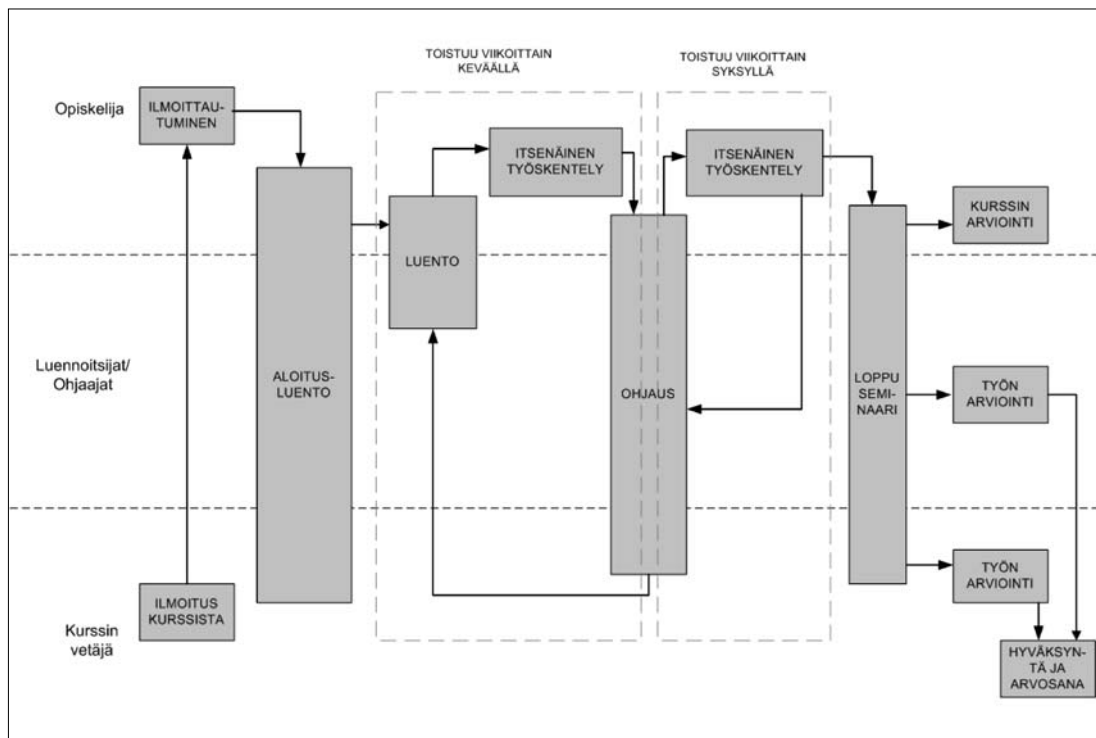 TOISTUU VIIKOITTAIN
KEVÄÄLLÄ
TOISTUU VIIKOITTAIN
SYKSYLLÄ
Opiskelija
ILMOITTAU-
TUMINEN
ITSENÄINEN
TYÖSKENTELY
ITSENÄINEN
TYÖSKENTELY
KURSSIN
ARVIOINTI
LUENTO
Luennoitsijat/
Ohjaajat
ALOITUS-
LUENTO
OHJAUS
LOPPU
SEMI-
NAARI
TYÖN
ARVIOINTI
TYÖN
ARVIOINTI
ILMOITUS
KURSSISTA
Kurssin
vetäjä
HYVÄKSYN-
TÄ JA
ARVOSANA